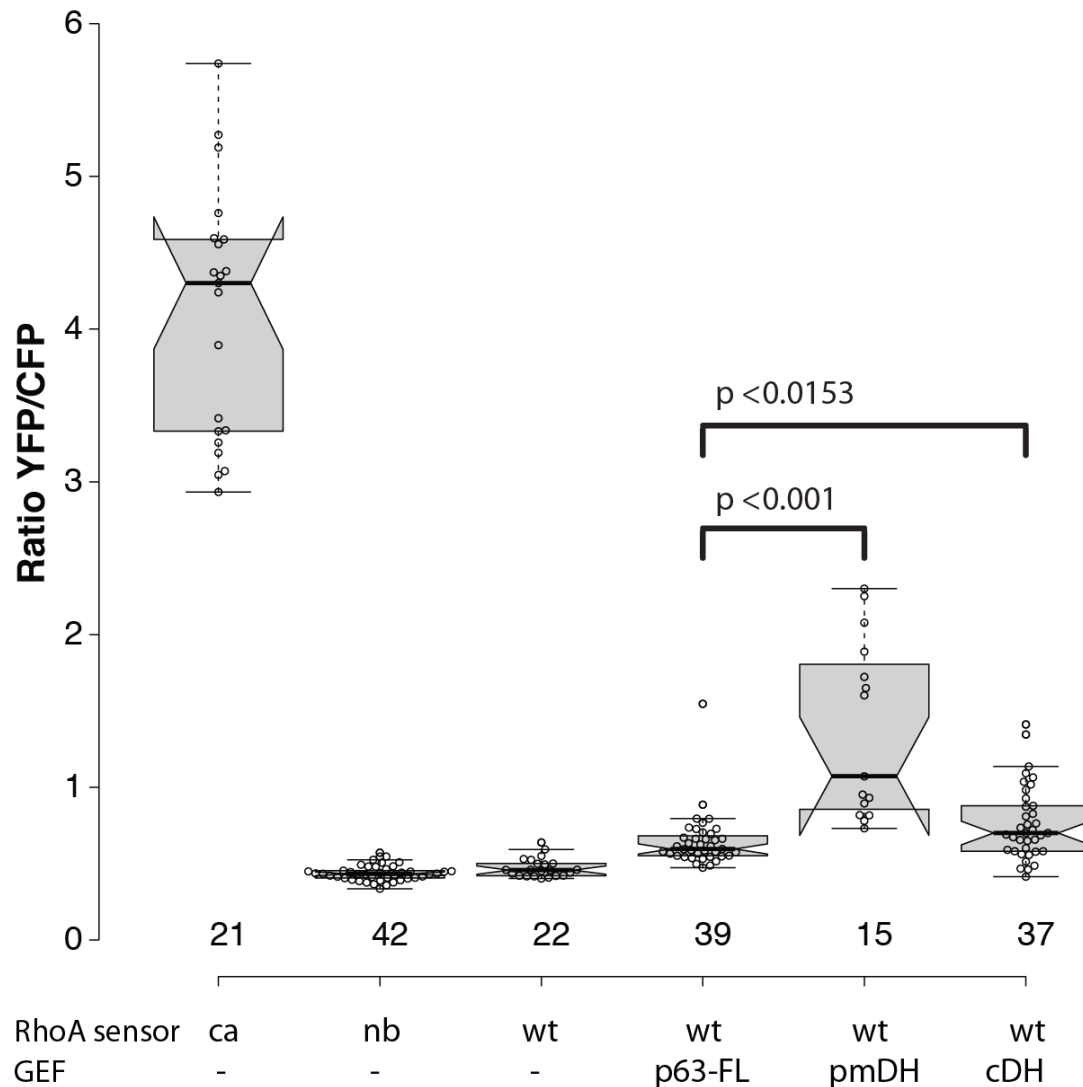 6
5
4
3
2
1
0
Ratio YFP/CFP
p <0.0153
p <0.001
21 42 22 39 15 37
RhoA sensor ca nb wt wt wt wt
GEF - - - p63-FL pmDH cDH